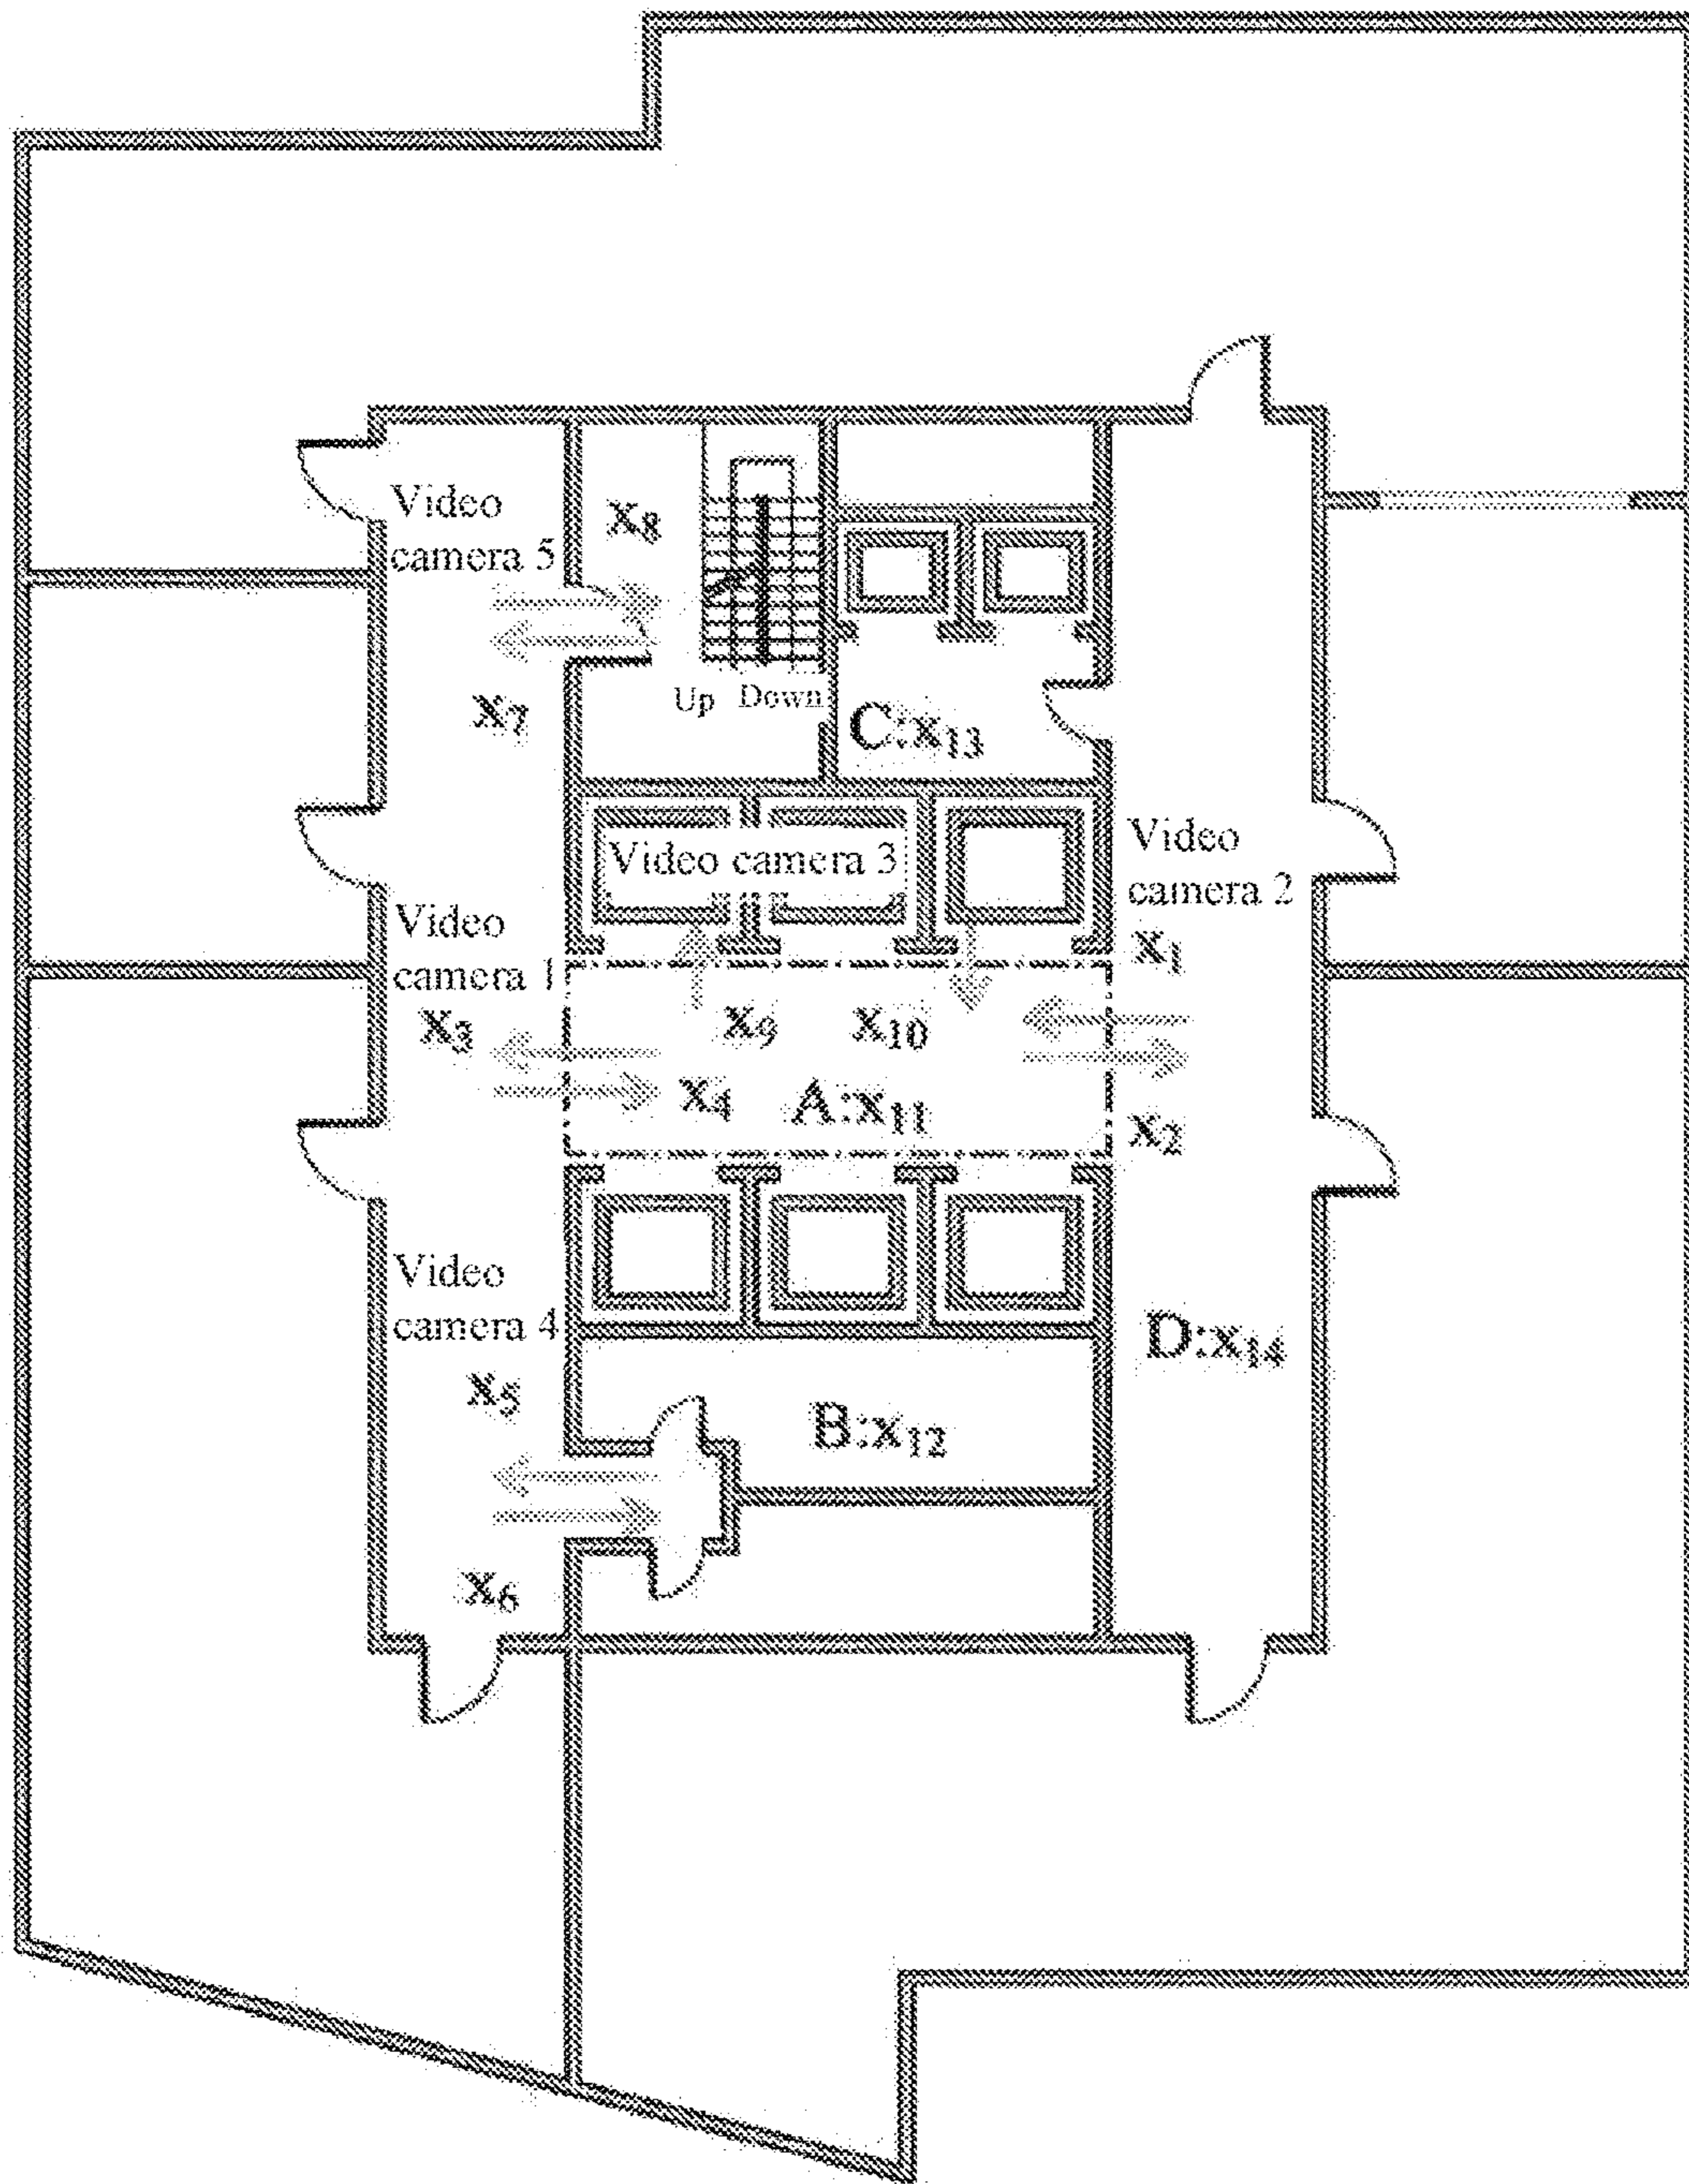 Video
camera 5
x₈
x₇
Up Down
C:x₁₃
Video camera 3
Video
camera 2
Video
camera 1
x₁
x₃
x₉
x₁₀
x₄
A:x₁₁
x₂
Video
camera 4
D:x₁₄
x₅
B:x₁₂
x₆